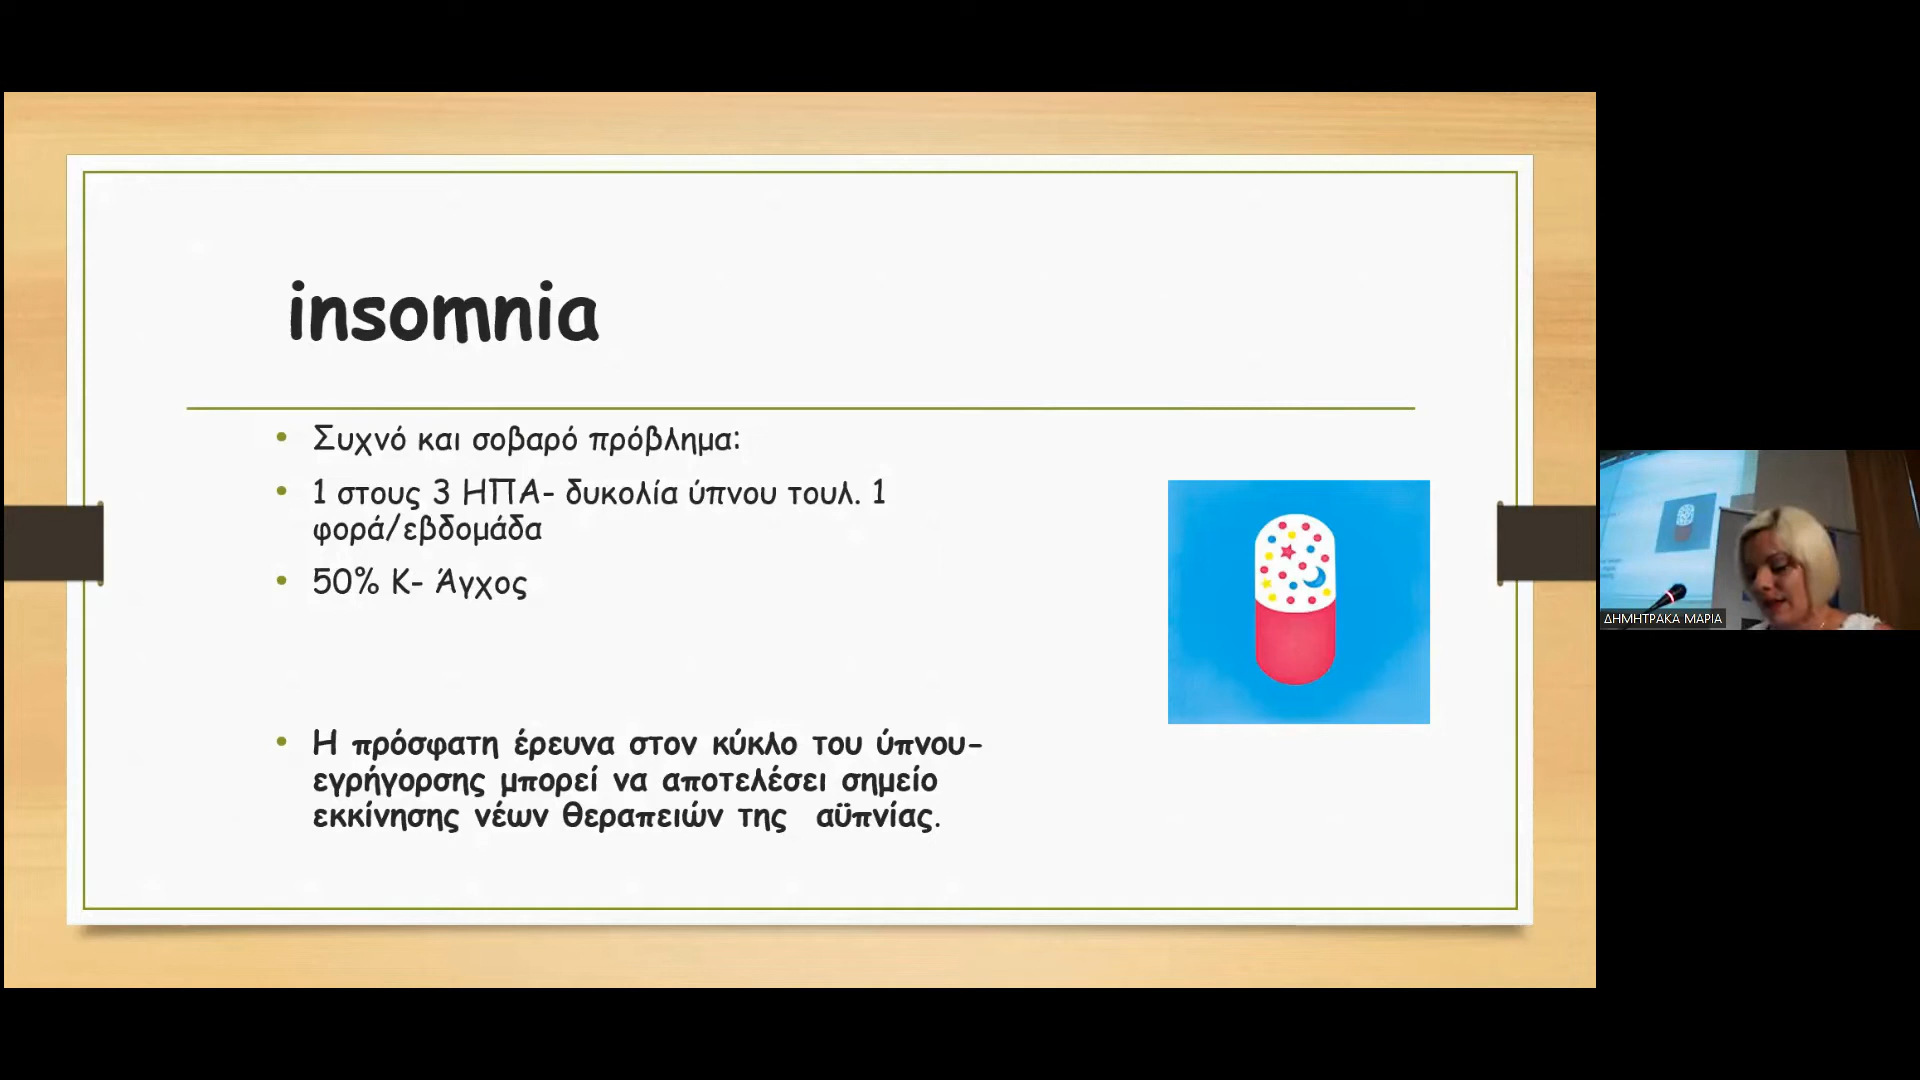 insomnia
• Συχνό και σοβαρό πρόβλημα:
• 1 στους 3 ΗΠΑ- δυκολία ύπνου τουλ. 1
φορά/εβδομάδα
• 50% Κ- Άγχος
• Η πρόσφατη έρευνα στον κύκλο του ύπνου-
εγρήγορσης μπορεί να αποτελέσει σημείο
εκκίνησης νέων θεραπειών της αϋπνίας.
ΔΗΜΗΤΡΑΚΑ ΜΑΡΙΑ